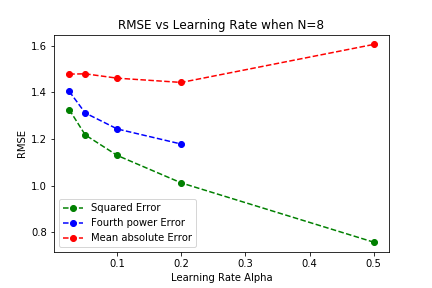 RMSE vs Learning Rate when N=8
1.6
1.4
1.2
1.0
0.8
RMSE
Squared Error
Fourth power Error
Mean absolute Error
0.1 0.2 0.3 0.4 0.5
Learning Rate Alpha